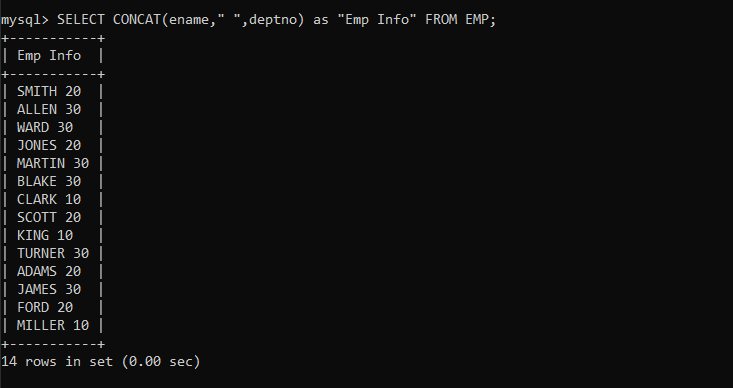 mysql> SELECT CONCAT(ename," ",deptno) as "Emp Info" FROM EMP;
+-----------+
| Emp Info  |
+-----------+
| SMITH 20  |
| ALLEN 30  |
| WARD 30   |
| JONES 20  |
| MARTIN 30 |
| BLAKE 30  |
| CLARK 10  |
| SCOTT 20  |
| KING 10   |
| TURNER 30 |
| ADAMS 20  |
| JAMES 30  |
| FORD 20   |
| MILLER 10 |
+-----------+
14 rows in set (0.00 sec)